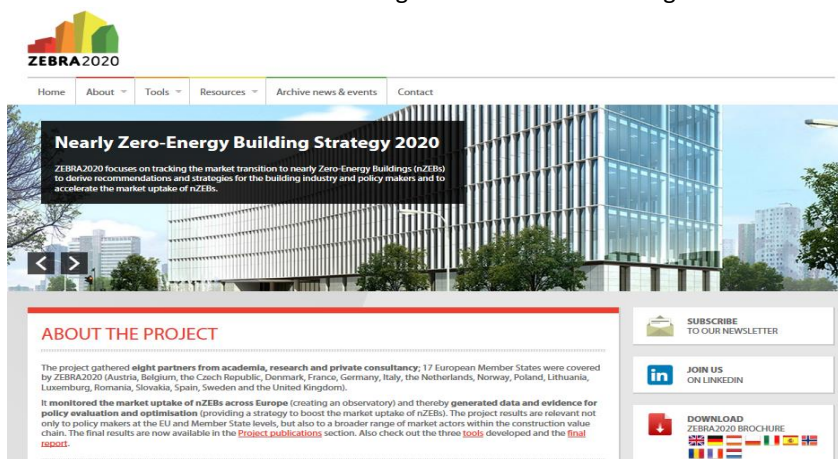 ZEBRA2020
Home About Tools Resources Archive news & events Contact
Nearly Zero-Energy Building Strategy 2020
ZEBRA2020 focuses on tracking the market transition to nearly Zero-Energy Buildings (nZEBs)
to derive recommendations and strategies for the building industry and policy makers and to
accelerate the market uptake of nZEBs.
ABOUT THE PROJECT
The project gathered eight partners from academia, research and private consultancy; 17 European Member States were covered
by ZEBRA2020 (Austria, Belgium, the Czech Republic, Denmark, France, Germany, Italy, the Netherlands, Norway, Poland, Lithuania,
Luxemburg, Romania, Slovakia, Spain, Sweden and the United Kingdom).
It monitored the market uptake of nZEBs across Europe (creating an observatory) and thereby generated data and evidence for
policy evaluation and optimisation (providing a strategy to boost the market uptake of nZEBs). The project results are relevant not
only to policy makers at the EU and Member State levels, but also to a broader range of market actors within the construction value
chain. The final results are now available in the Project publications section. Also check out the three tools developed and the final
report.
SUBSCRIBE
TO OUR NEWSLETTER
in
JOIN US
ON LINKEDIN
DOWNLOAD
ZEBRA2020 BROCHURE